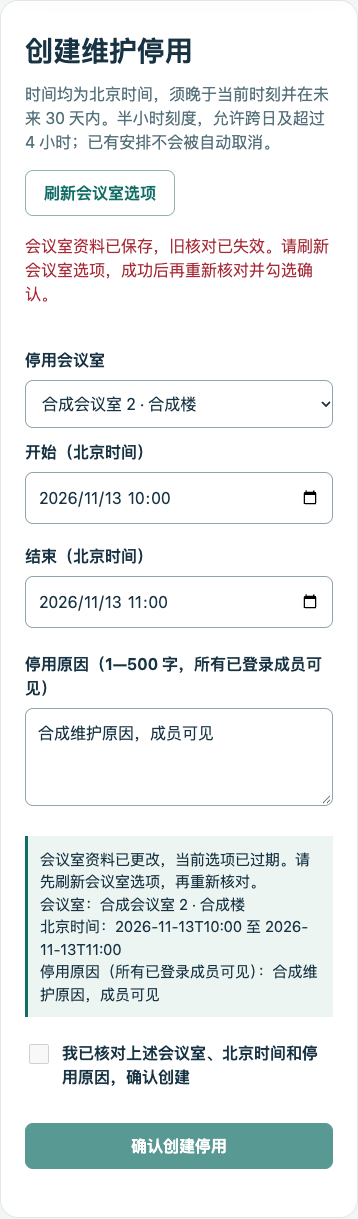 创建维护停用
时间均为北京时间，须晚于当前时刻并在未
来 30 天内。半小时刻度，允许跨日及超过
4 小时；已有安排不会被自动取消。
刷新会议室选项
会议室资料已保存，旧核对已失效。请刷新
会议室选项，成功后再重新核对并勾选确
认。
停用会议室
合成会议室 2 · 合成楼
开始（北京时间）
2026/11/13 10:00
结束（北京时间）
2026/11/13 11:00
停用原因（1—500 字，所有已登录成员可
见）
合成维护原因，成员可见
会议室资料已更改，当前选项已过期。请
先刷新会议室选项，再重新核对。
会议室：合成会议室 2 · 合成楼
北京时间：2026-11-13T10:00 至 2026-
11-13T11:00
停用原因（所有已登录成员可见）：合成维
护原因，成员可见
我已核对上述会议室、北京时间和停
用原因，确认创建
确认创建停用